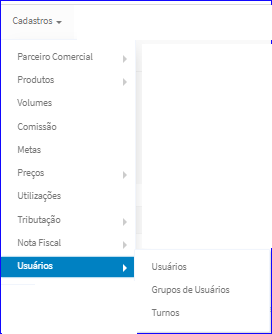 Cadastros
Parceiro Comercial
Produtos
Volumes
Comissão
Metas
Preços
Utilizações
Tributação
Nota Fiscal
Usuários
Usuários
Grupos de Usuários
Turnos